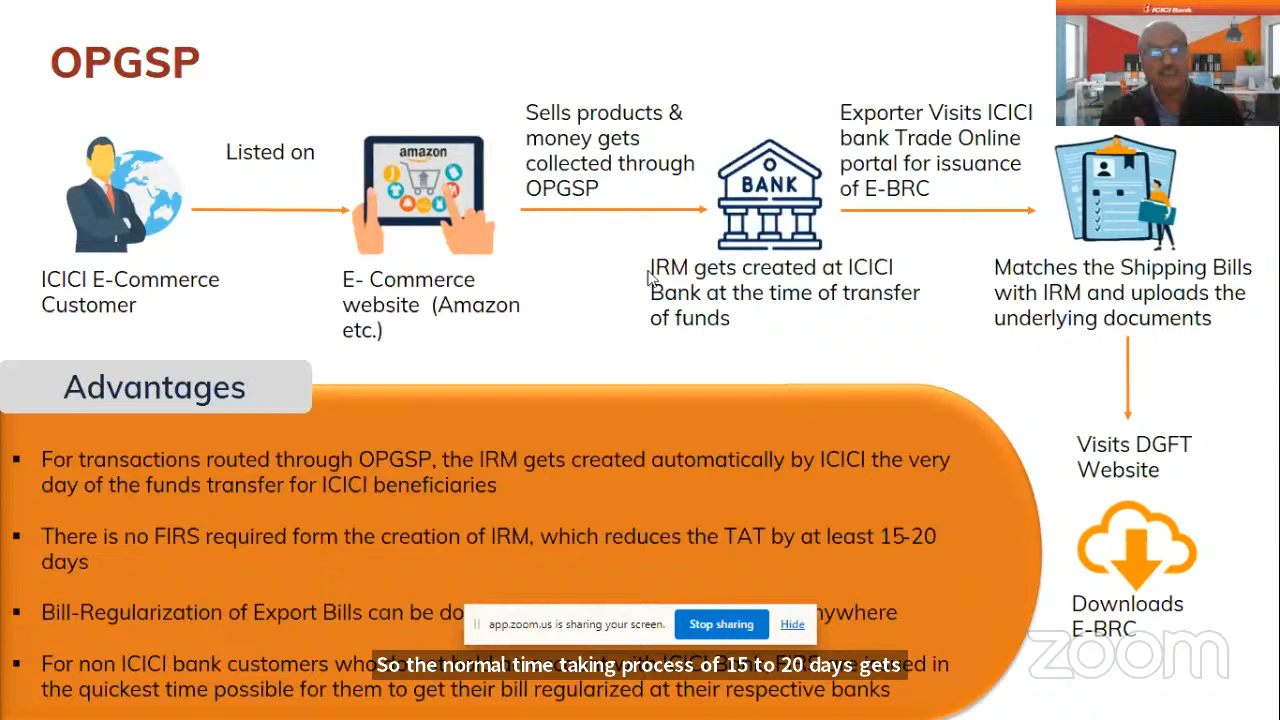 OPGSP
ICICI Bank
Listed on
amazon
Sells products &
money gets
collected through
OPGSP
BANK
Exporter Visits ICICI
bank Trade Online
portal for issuance
of E-BRC
ICICI E-Commerce
Customer
E- Commerce
website (Amazon
etc.)
IRM gets created at ICICI
Bank at the time of transfer
of funds
Matches the Shipping Bills
with IRM and uploads the
underlying documents
Visits DGFT
Website
Downloads
E-BRC
Advantages
For transactions routed through OPGSP, the IRM gets created automatically by ICICI the very
day of the funds transfer for ICICI beneficiaries
There is no FIRS required form the creation of IRM, which reduces the TAT by at least 15-20
days
Bill-Regularization of Export Bills can be
app.zoom.us is sharing your screen.
Stop sharing
Hide
For non ICICI bank customers
So the normal time taking process of 15 to 20 days gets
in
the quickest time possible for them to get their bill regularized at their respective banks
zoom